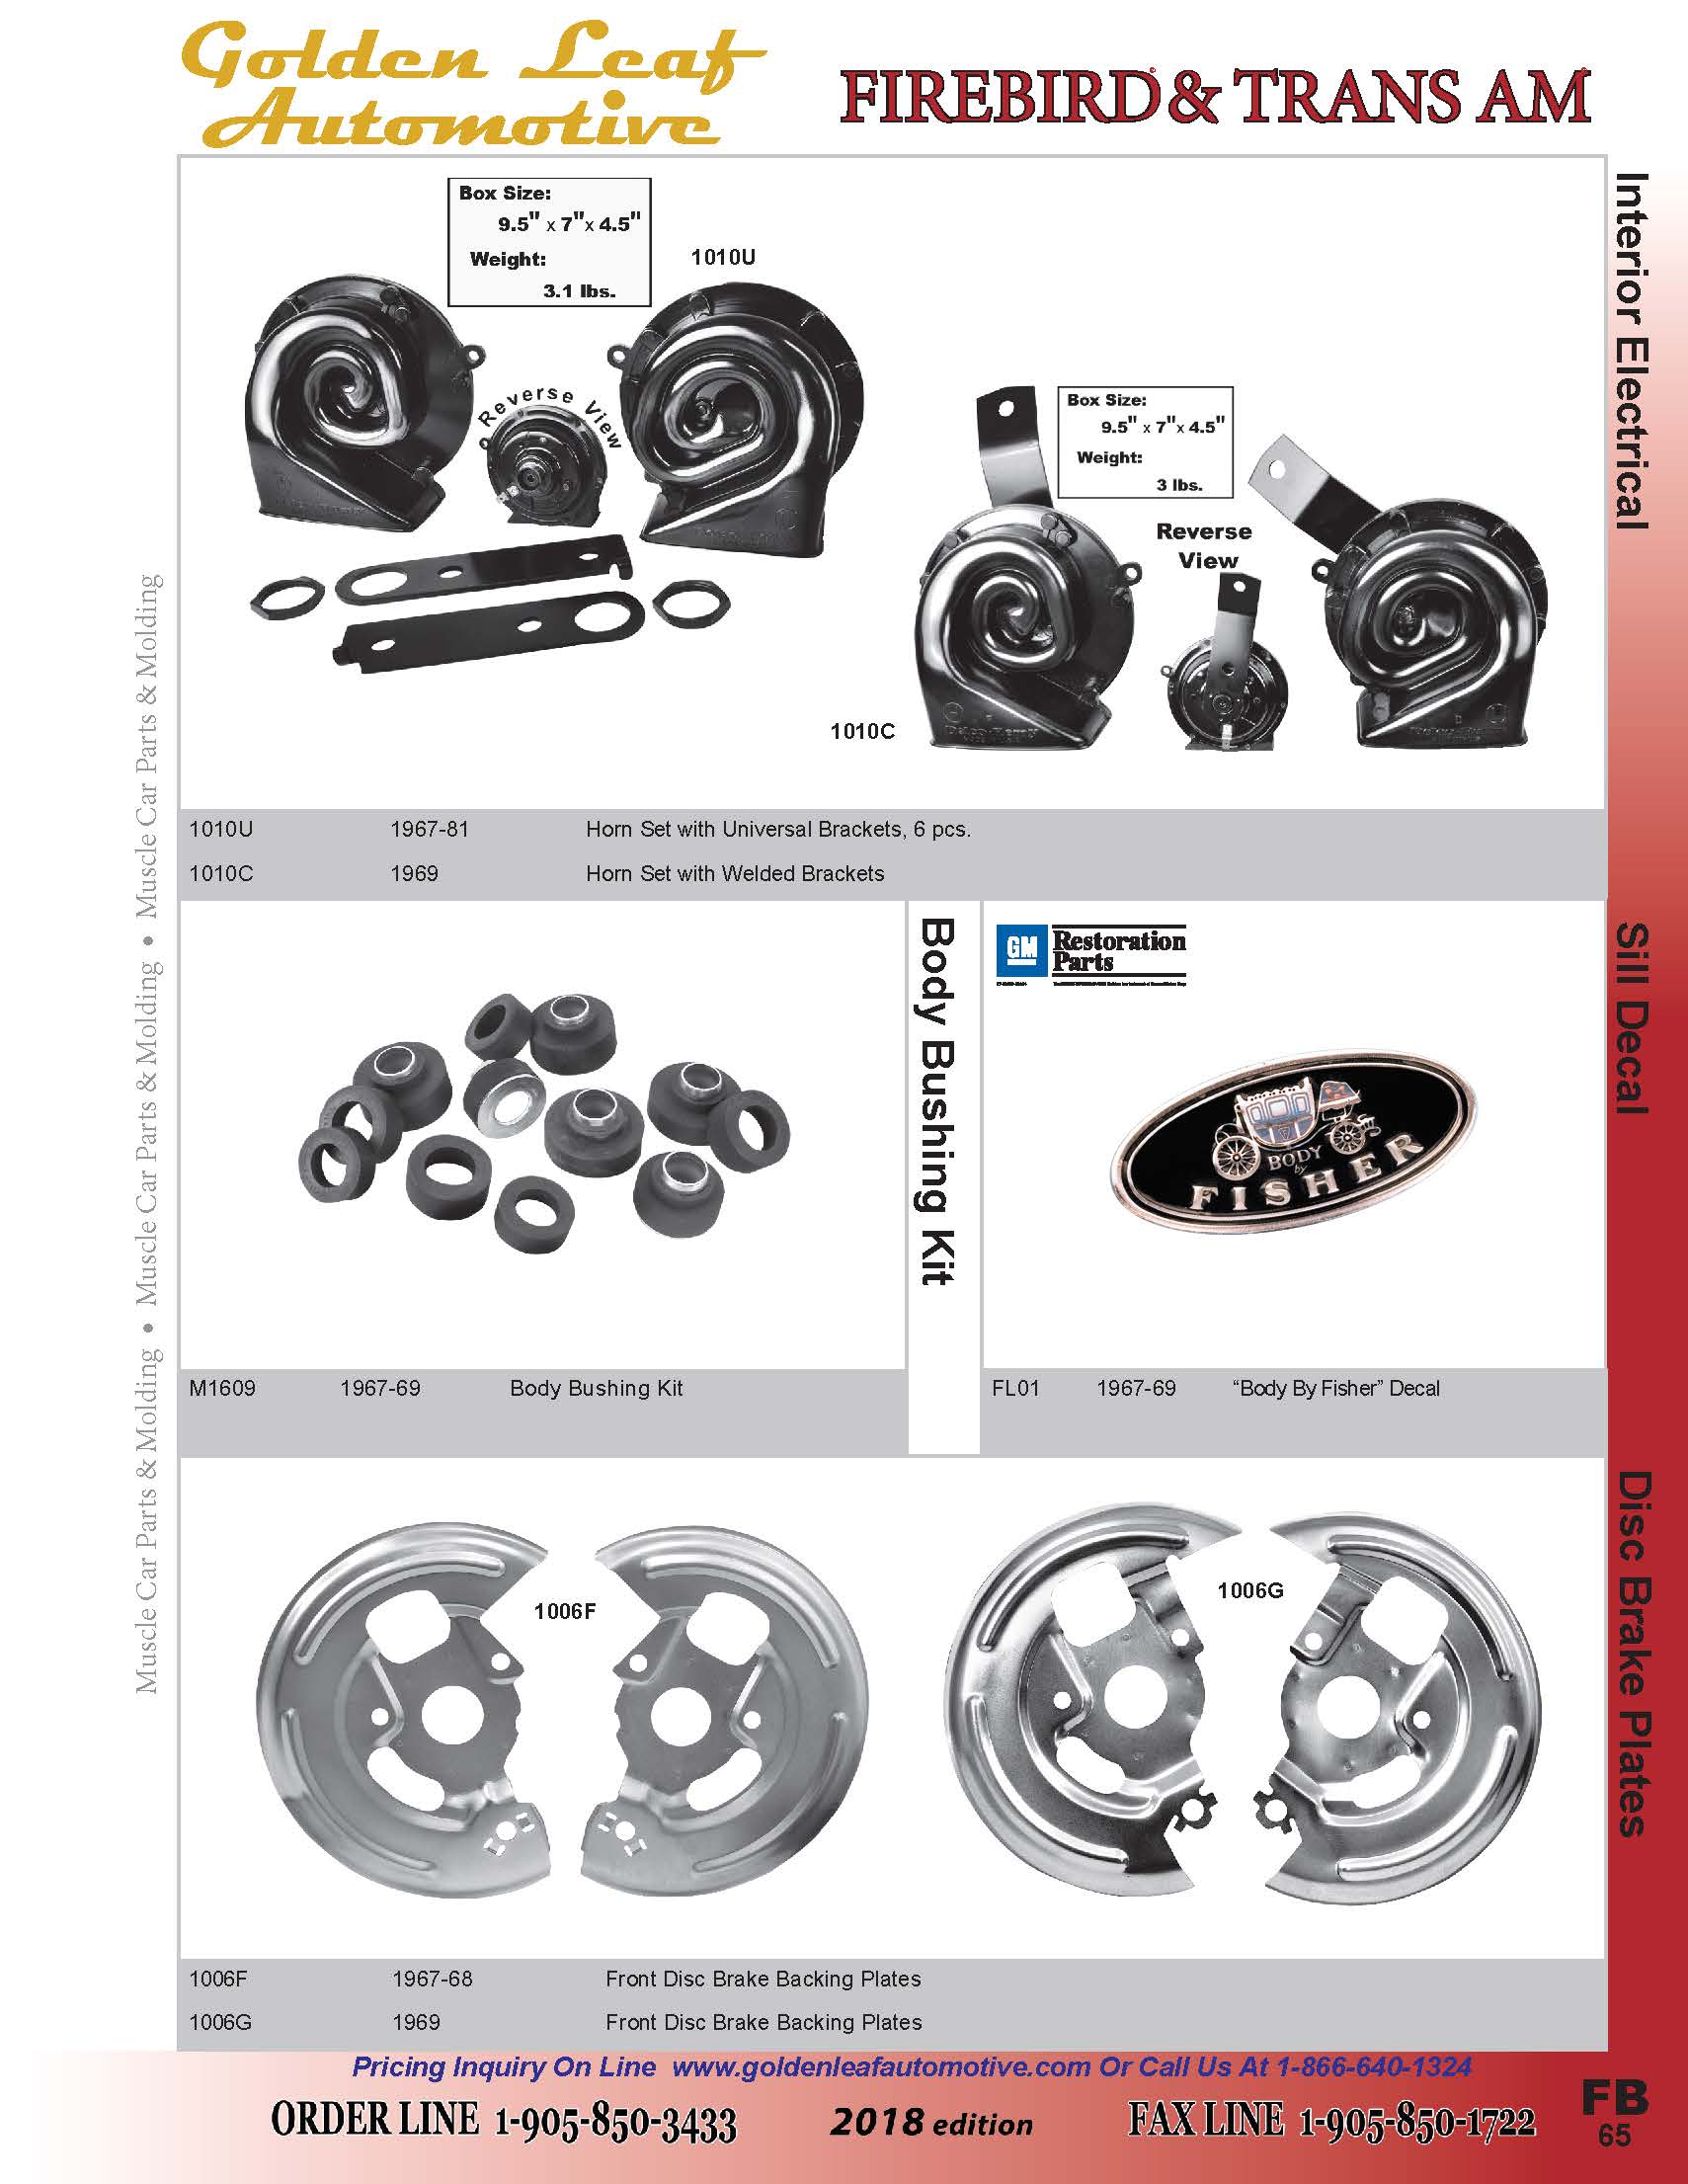 Golden Leaf
Automotive
FIREBIRD & TRANS AM
Interior Electrical
Box Size:
9.5" x 7"x 4.5"
Weight:
3.1 lbs.
1010U
Reverse View
Box Size:
9.5" x 7"x 4.5"
Weight:
3 lbs.
Reverse
View
1010C
1010U 1967-81 Horn Set with Universal Brackets, 6 pcs.
1010C 1969 Horn Set with Welded Brackets
Body Bushing Kit
GM Restoration
Parts
Sill Decal
BODY
by
FISHER
M1609 1967-69 Body Bushing Kit
FL01 1967-69 “Body By Fisher” Decal
Disc Brake Plates
1006F
1006G
1006F 1967-68 Front Disc Brake Backing Plates
1006G 1969 Front Disc Brake Backing Plates
Muscle Car Parts & Molding • Muscle Car Parts & Molding • Muscle Car Parts & Molding
Pricing Inquiry On Line www.goldenleafautomotive.com Or Call Us At 1-866-640-1324
ORDER LINE 1-905-850-3433 2018 edition FAX LINE 1-905-850-1722
FB
65